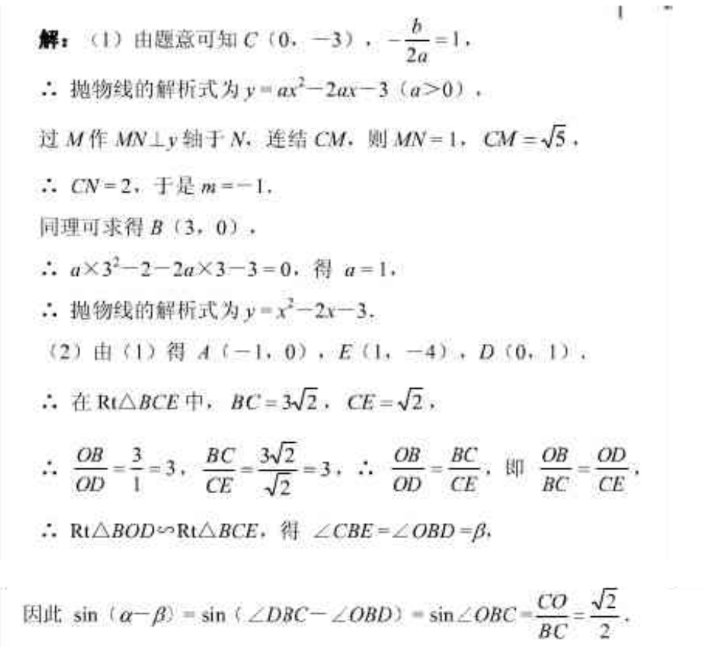 解：（1）由题意可知 C（0，－3），－b/2a＝1，
∴ 抛物线的解析式为 y＝ax²－2ax－3（a＞0），
过 M 作 MN⊥y 轴于 N，连结 CM，则 MN＝1，CM＝√5，
∴ CN＝2，于是 m＝－1．
同理可求得 B（3，0），
∴ a×3²－2－2a×3－3＝0，得 a＝1，
∴ 抛物线的解析式为 y＝x²－2x－3．
（2）由（1）得 A（－1，0），E（1，－4），D（0，1）．
∴ 在 Rt△BCE 中，BC＝3√2，CE＝√2，
∴ OB/OD＝3/1＝3，BC/CE＝3√2/√2＝3，∴ OB/OD＝BC/CE，即 OB/BC＝OD/CE，
∴ Rt△BOD∽Rt△BCE，得 ∠CBE＝∠OBD＝β，
因此 sin（α－β）＝sin（∠DBC－∠OBD）＝sin∠OBC＝CO/BC＝√2/2．